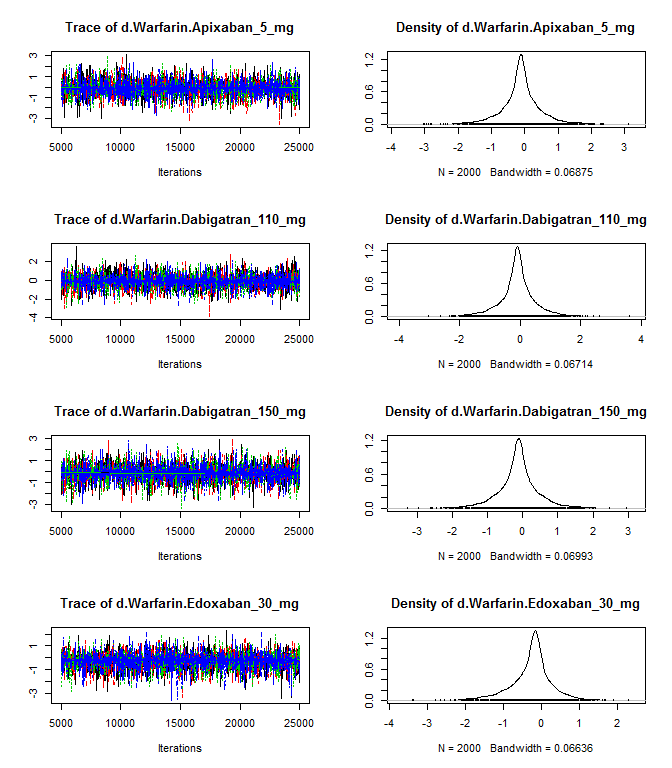 Trace of d.Warfarin.Apixaban_5_mg
3
1
-1
-3
5000 10000 15000 20000 25000
Iterations
Density of d.Warfarin.Apixaban_5_mg
1.2
0.6
0.0
-4 -3 -2 -1 0 1 2 3
N = 2000 Bandwidth = 0.06875
Trace of d.Warfarin.Dabigatran_110_mg
2
0
-2
-4
5000 10000 15000 20000 25000
Iterations
Density of d.Warfarin.Dabigatran_110_mg
1.2
0.6
0.0
-4 -2 0 2 4
N = 2000 Bandwidth = 0.06714
Trace of d.Warfarin.Dabigatran_150_mg
3
1
-1
-3
5000 10000 15000 20000 25000
Iterations
Density of d.Warfarin.Dabigatran_150_mg
1.2
0.6
0.0
-3 -2 -1 0 1 2 3
N = 2000 Bandwidth = 0.06993
Trace of d.Warfarin.Edoxaban_30_mg
1
-1
-3
5000 10000 15000 20000 25000
Iterations
Density of d.Warfarin.Edoxaban_30_mg
1.2
0.6
0.0
-4 -3 -2 -1 0 1 2
N = 2000 Bandwidth = 0.06636